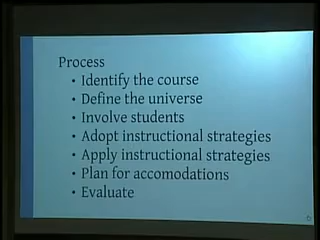 Process
• Identify the course
• Define the universe
• Involve students
• Adopt instructional strategies
• Apply instructional strategies
• Plan for accomodations
• Evaluate